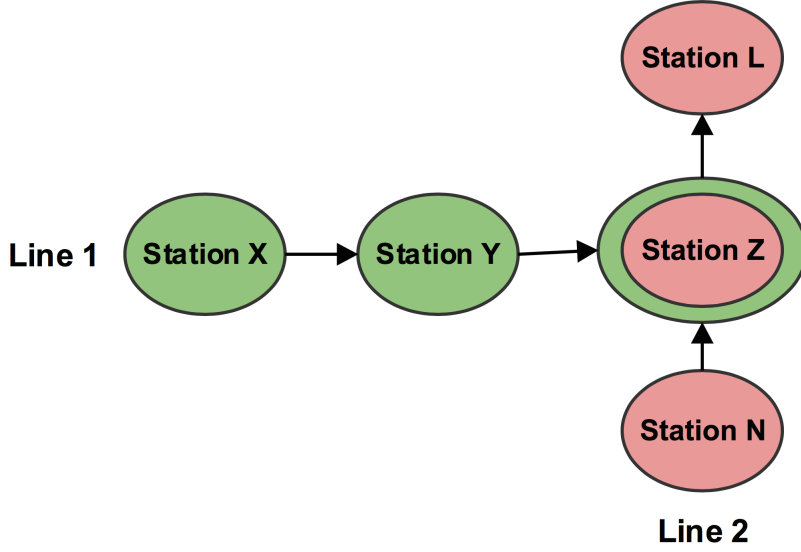 Station L
Line 1
Station X
Station Y
Station Z
Station N
Line 2